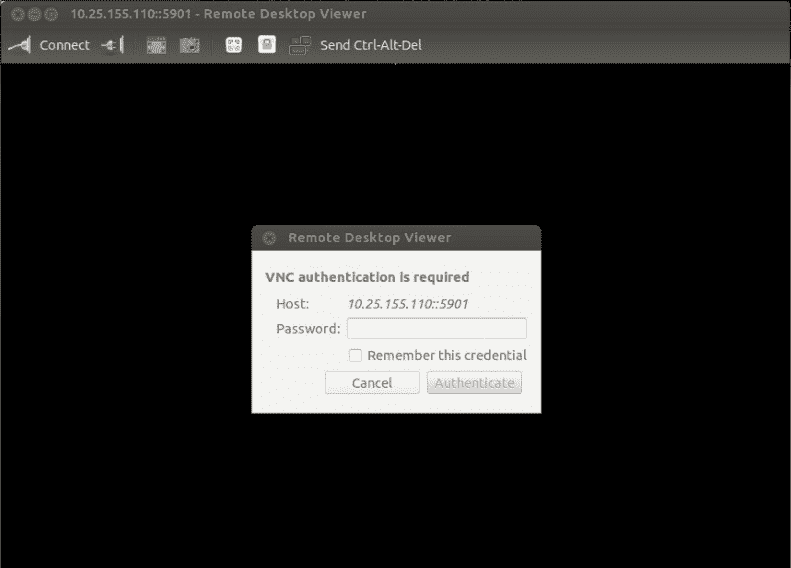 10.25.155.110::5901 - Remote Desktop Viewer
Connect Send Ctrl-Alt-Del
Remote Desktop Viewer
VNC authentication is required
Host: 10.25.155.110::5901
Password:
Remember this credential
Cancel Authenticate